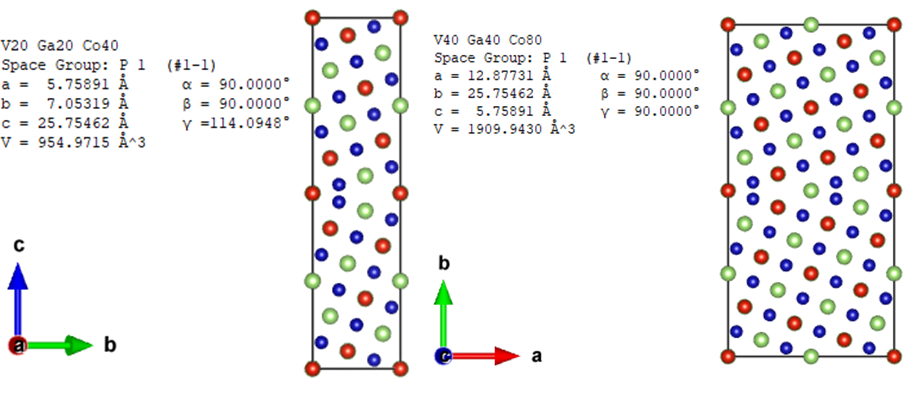 V20 Ga20 Co40
Space Group: P 1 (#1-1)
a = 5.75891 Å α = 90.0000°
b = 7.05319 Å β = 90.0000°
c = 25.75462 Å γ =114.0948°
V = 954.9715 Å^3
V40 Ga40 Co80
Space Group: P 1 (#1-1)
a = 12.87731 Å α = 90.0000°
b = 25.75462 Å β = 90.0000°
c = 5.75891 Å γ = 90.0000°
V = 1909.9430 Å^3
c
a b
b
c a